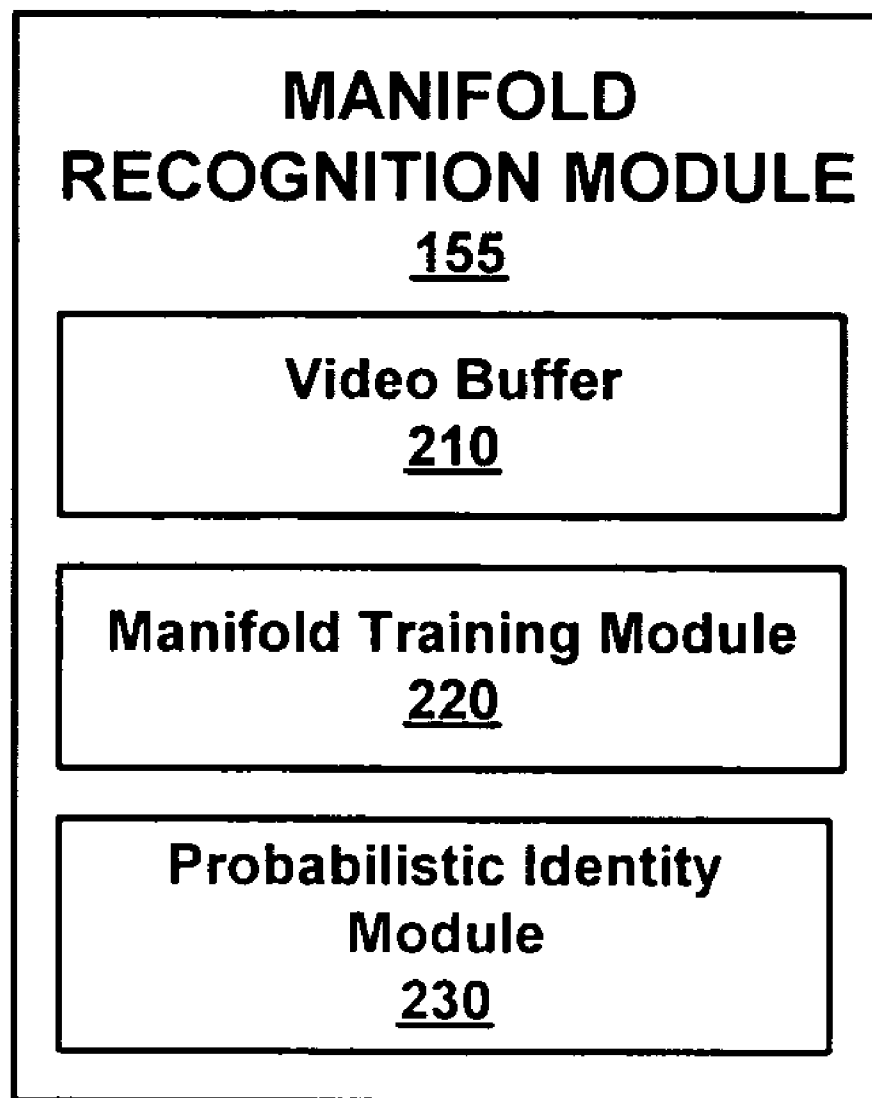 MANIFOLD
RECOGNITION MODULE
155
Video Buffer
210
Manifold Training Module
220
Probabilistic Identity
Module
230